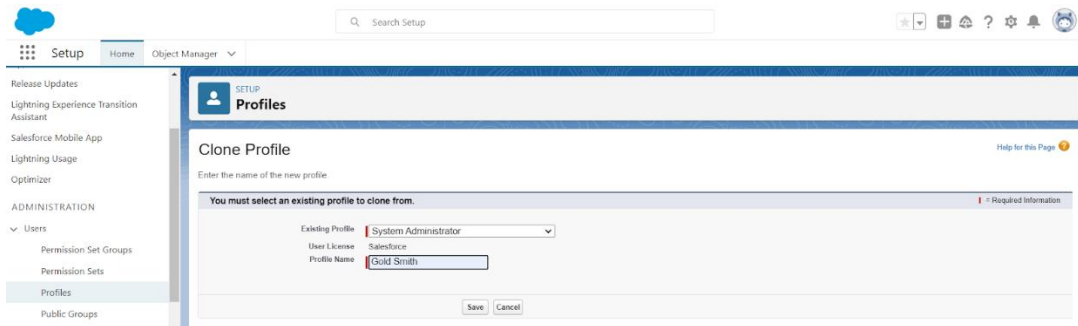 Search Setup
Setup
Home
Object Manager
Release Updates
Lightning Experience Transition
Assistant
Salesforce Mobile App
Lightning Usage
Optimizer
ADMINISTRATION
Users
Permission Set Groups
Permission Sets
Profiles
Public Groups
SETUP
Profiles
Clone Profile
Help for this Page
Enter the name of the new profile.
You must select an existing profile to clone from.
= Required Information
Existing Profile System Administrator
User License Salesforce
Profile Name Gold Smith
Save Cancel